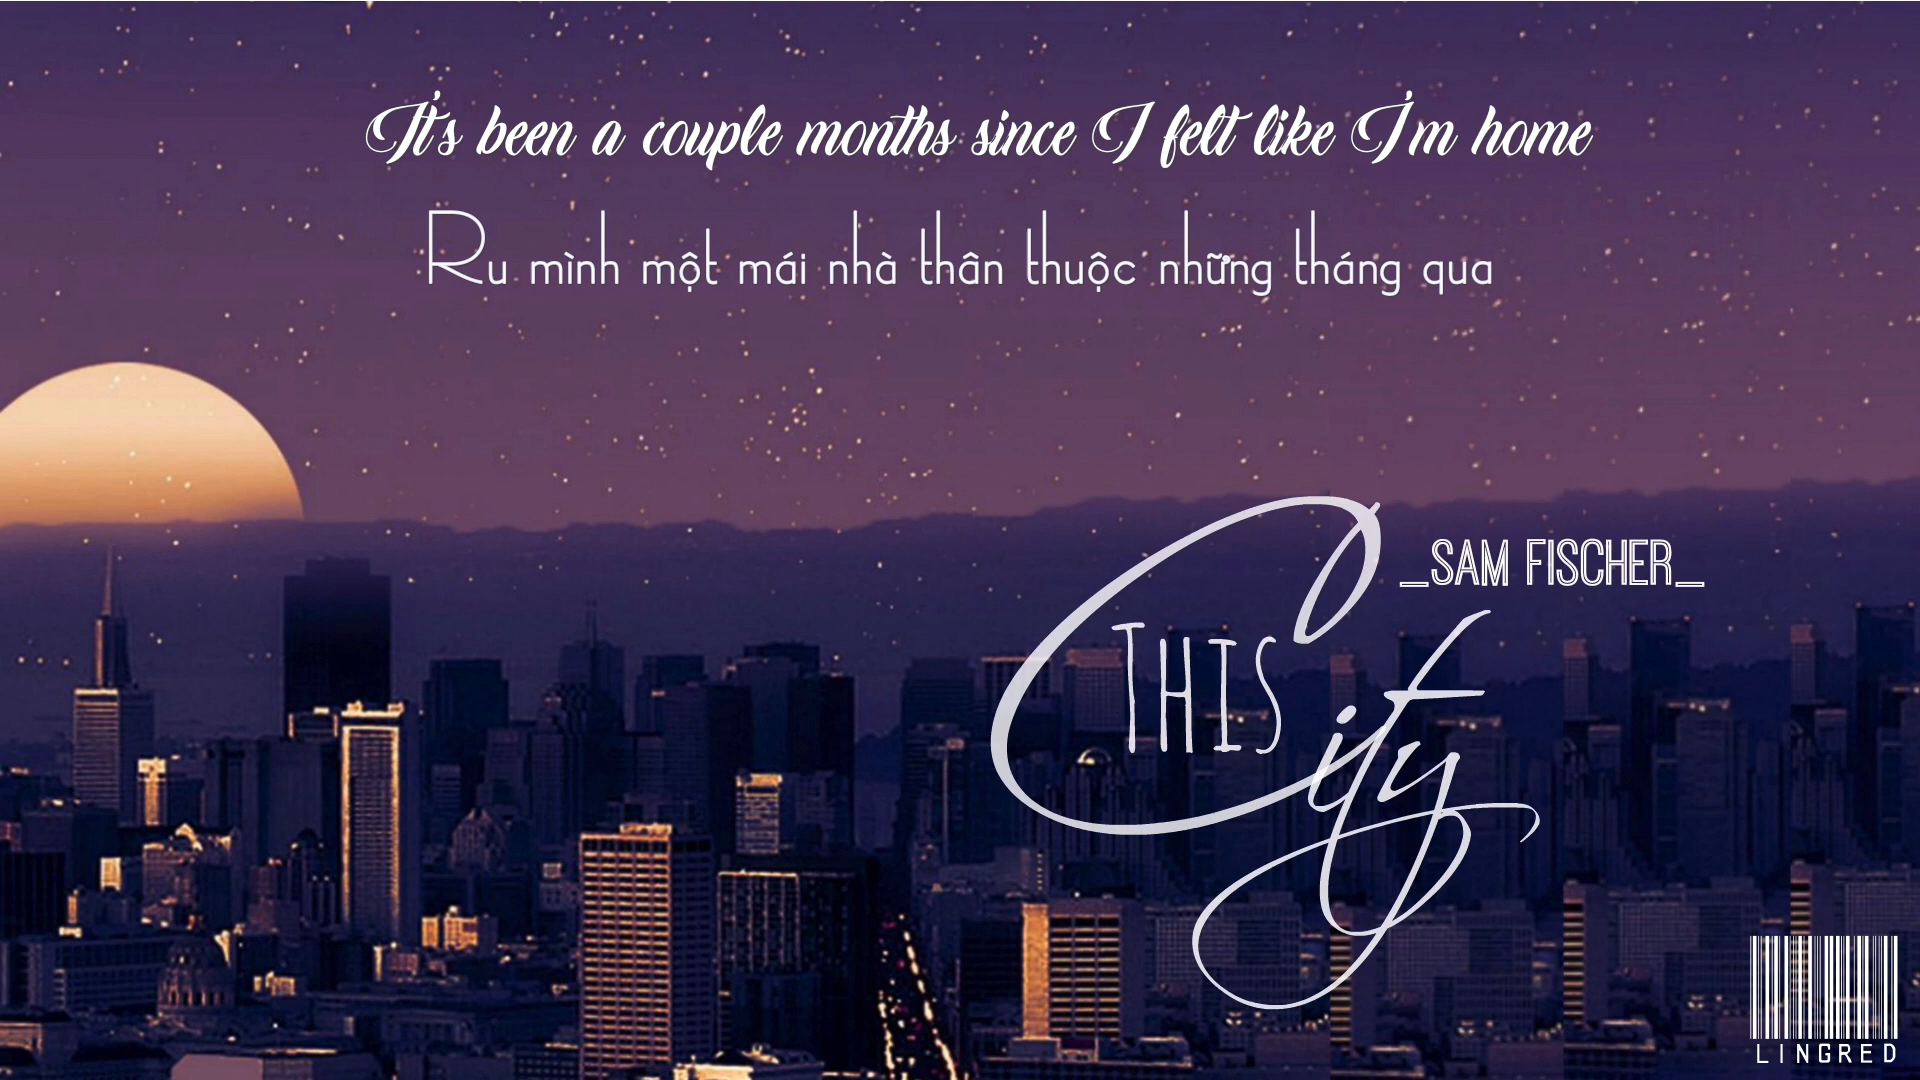 It's been a couple months since I felt like I'm home
Ru mình một mái nhà thân thuộc những tháng qua
_SAM FISCHER_
THIS
City
LINGRED